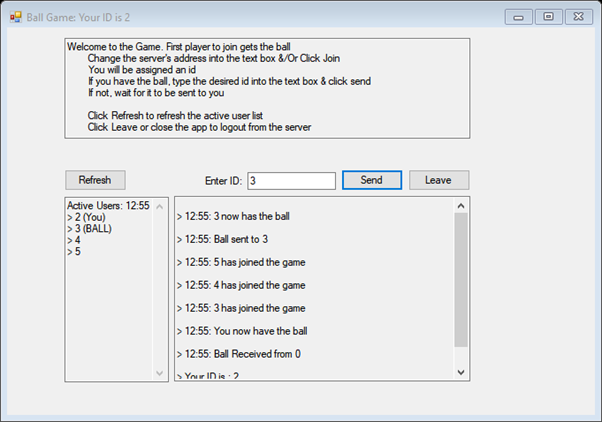 Ball Game: Your ID is 2
Welcome to the Game. First player to join gets the ball
Change the server's address into the text box &/Or Click Join
You will be assigned an id
If you have the ball, type the desired id into the text box & click send
If not, wait for it to be sent to you
Click Refresh to refresh the active user list
Click Leave or close the app to logout from the server
Refresh
Enter ID: 3
Send
Leave
Active Users: 12:55
> 2 (You)
> 3 (BALL)
> 4
> 5
> 12:55: 3 now has the ball
> 12:55: Ball sent to 3
> 12:55: 5 has joined the game
> 12:55: 4 has joined the game
> 12:55: 3 has joined the game
> 12:55: You now have the ball
> 12:55: Ball Received from 0
> Your ID is : 2